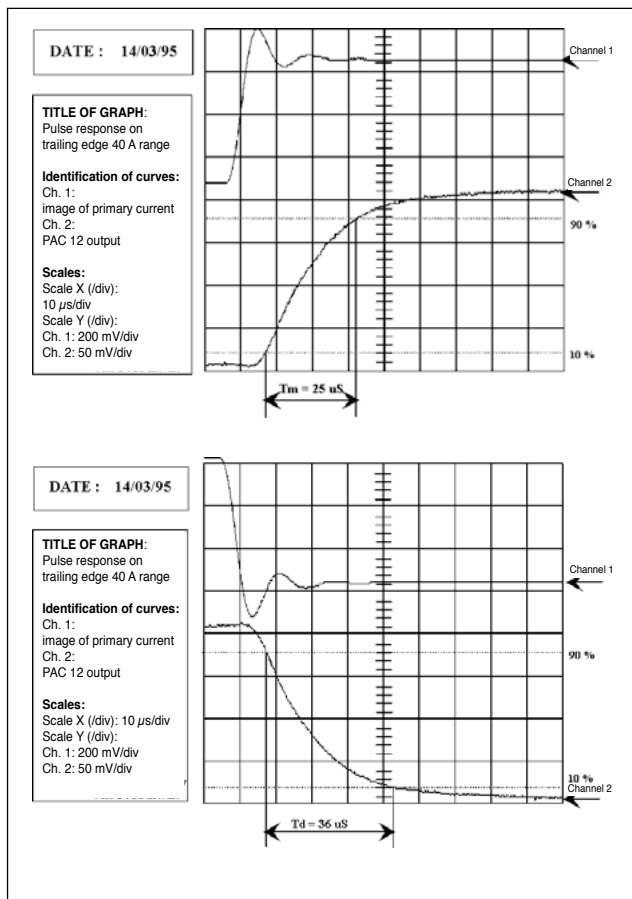 DATE : 14/03/95
TITLE OF GRAPH:
Pulse response on
trailing edge 40 A range
Identification of curves:
Ch. 1:
image of primary current
Ch. 2:
PAC 12 output
Scales:
Scale X (/div):
10 µs/div
Scale Y (/div):
Ch. 1: 200 mV/div
Ch. 2: 50 mV/div
Channel 1
Channel 2
90 %
10 %
Tm = 25 uS
DATE : 14/03/95
TITLE OF GRAPH:
Pulse response on
trailing edge 40 A range
Identification of curves:
Ch. 1:
image of primary current
Ch. 2:
PAC 12 output
Scales:
Scale X (/div): 10 µs/div
Scale Y (/div):
Ch. 1: 200 mV/div
Ch. 2: 50 mV/div
Channel 1
90 %
10 %
Channel 2
Td = 36 uS